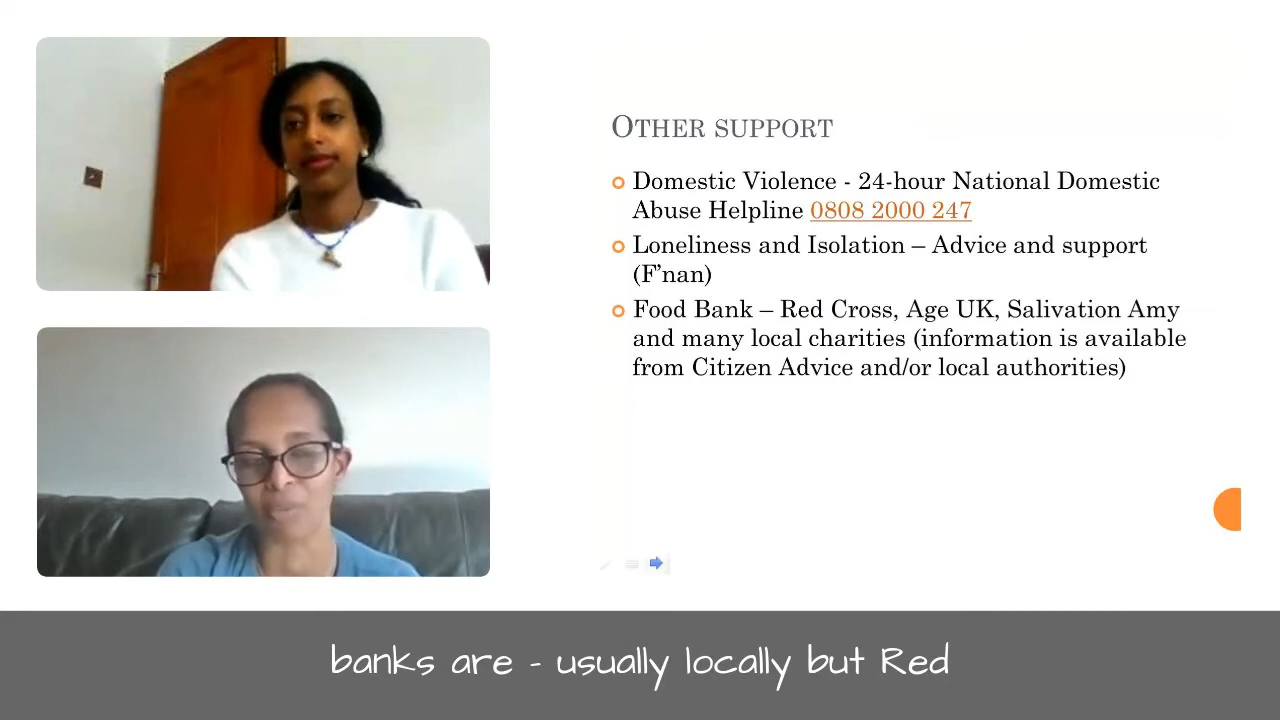 OTHER SUPPORT
Domestic Violence - 24-hour National Domestic
Abuse Helpline 0808 2000 247
Loneliness and Isolation – Advice and support
(F'nan)
Food Bank – Red Cross, Age UK, Salivation Amy
and many local charities (information is available
from Citizen Advice and/or local authorities)
banks are - usually locally but Red